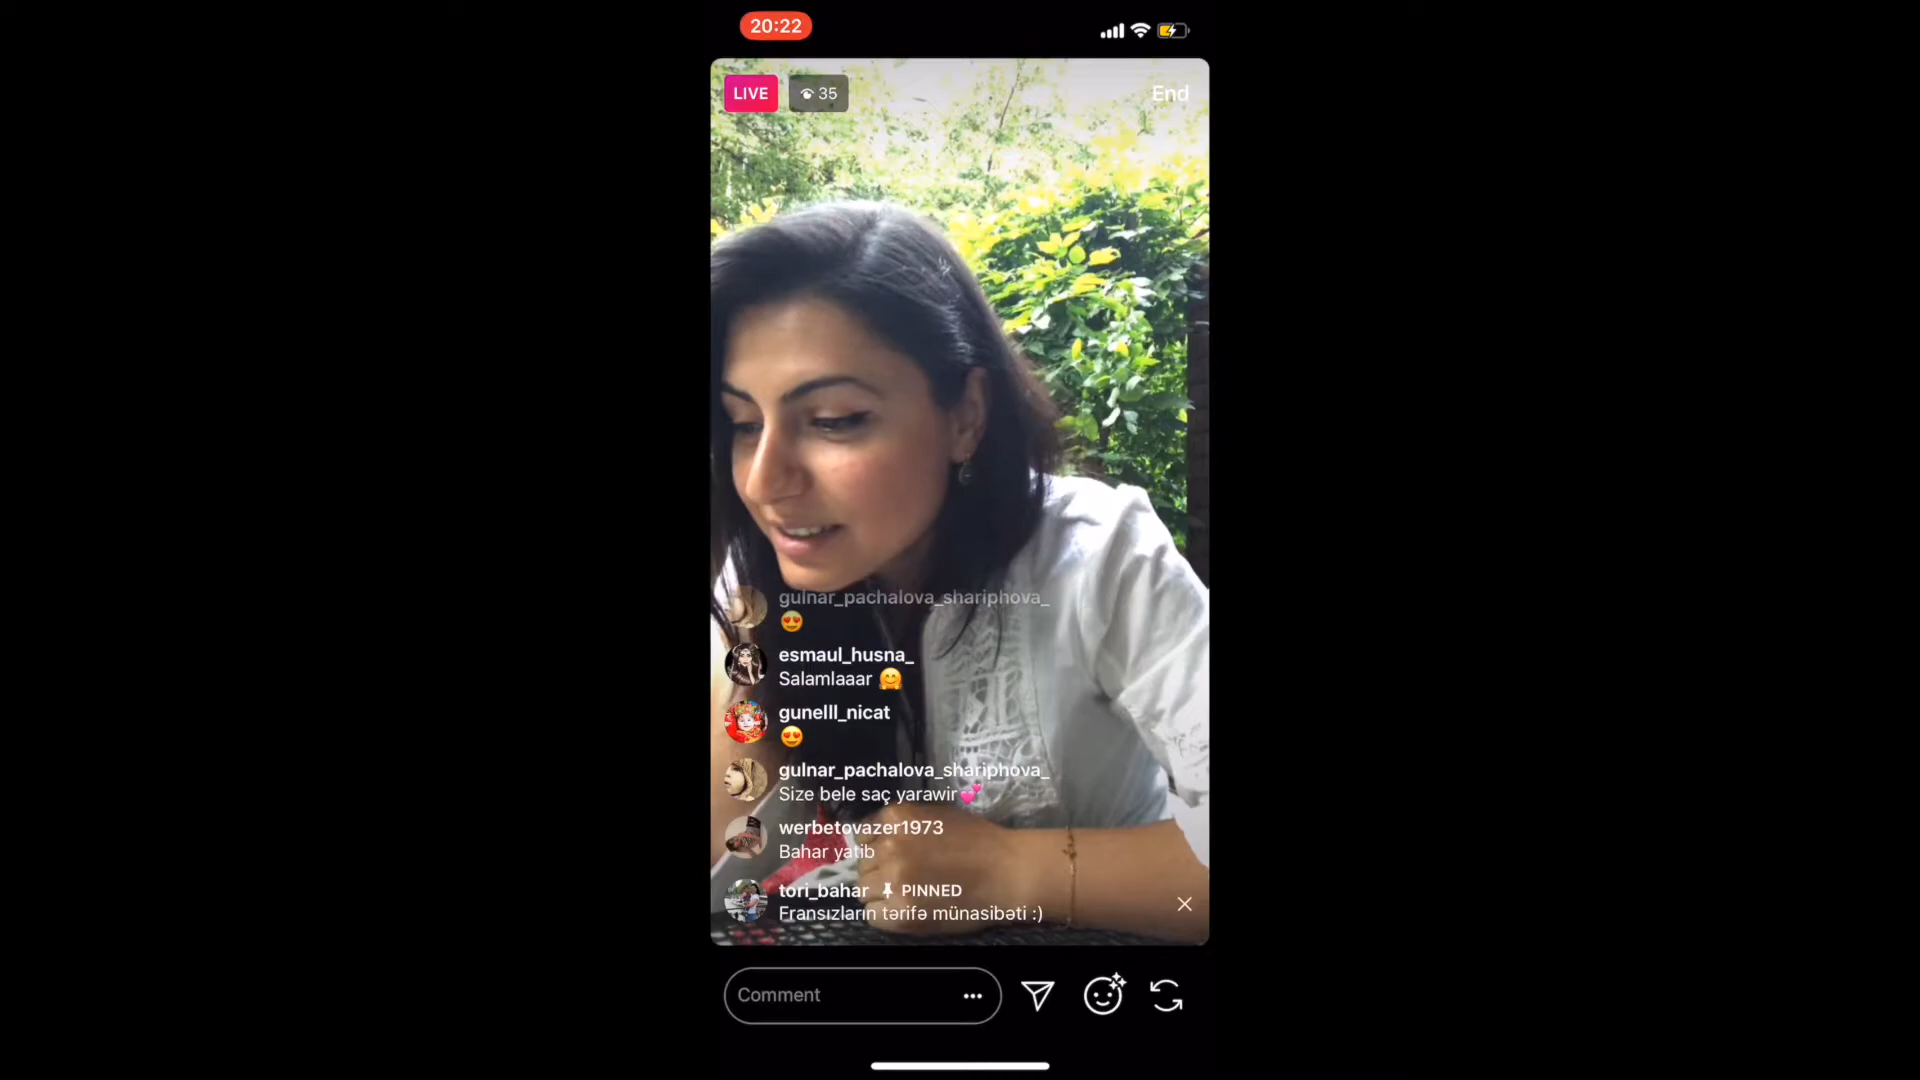 20:22
LIVE 35 End
gulnar_pachalova_shariphova_
😍
esmaul_husna_
Salamlaaar 🤗
gunelll_nicat
😍
gulnar_pachalova_shariphova_
Size bele saç yarawir💞
werbetovazer1973
Bahar yatib
tori_bahar PINNED
Fransızların tərifə münasibəti :)
Comment